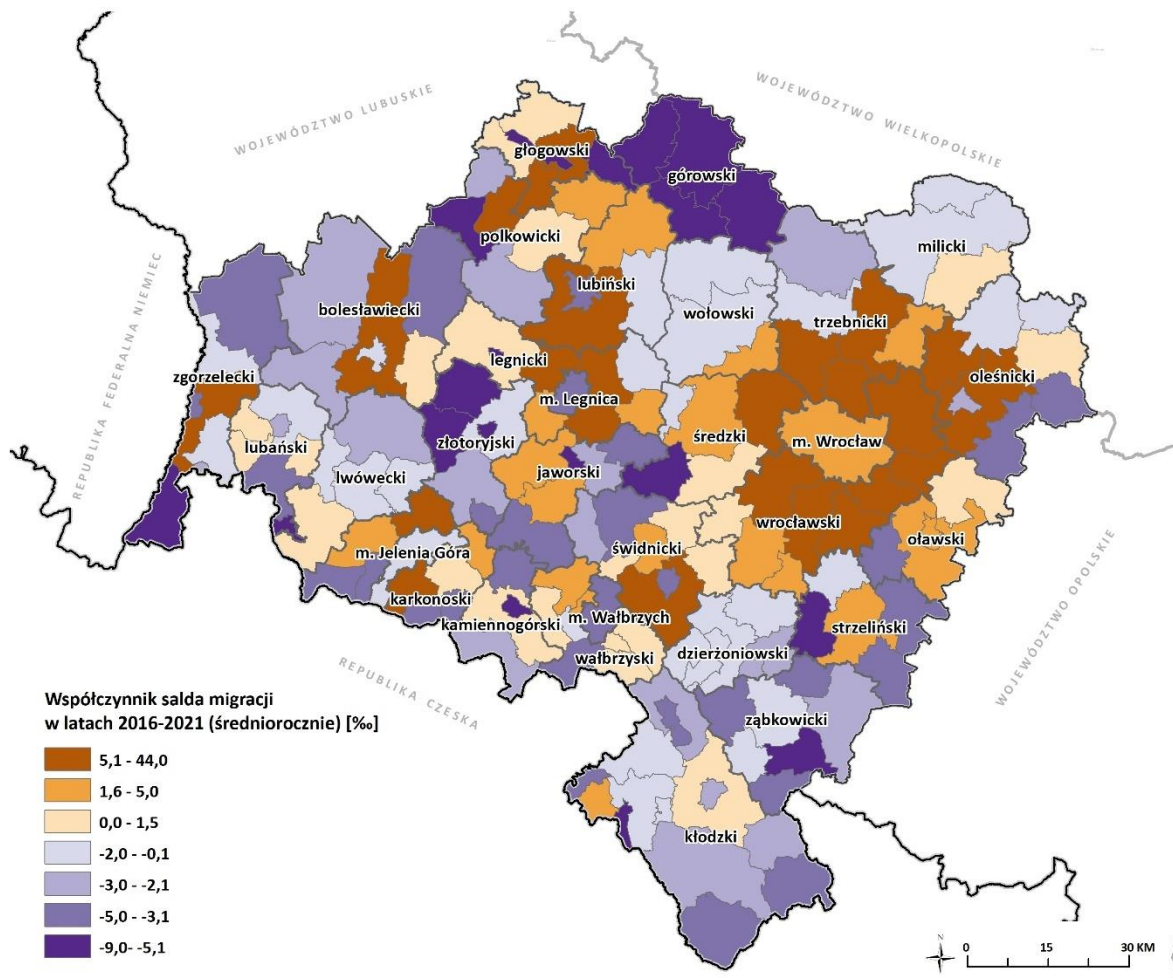 WOJEWÓDZTWO LUBUSKIE
WOJEWÓDZTWO WIELKOPOLSKIE
głogowski
górowski
polkowicki
milicki
lubiński
bolesławiecki
wołowski
trzebnicki
REPUBLIKA FEDERALNA NIEMIEC
legnicki
zgorzelecki
oleśnicki
m. Legnica
lubański
złotoryjski
średzki
m. Wrocław
lwówecki
jaworski
wrocławski
oławski
m. Jelenia Góra
świdnicki
karkonoski
kamiennogórski
m. Wałbrzych
strzeliński
wałbrzyski
dzierżoniowski
WOJEWÓDZTWO OPOLSKIE
REPUBLIKA CZESKA
ząbkowicki
kłodzki
Współczynnik salda migracji
w latach 2016-2021 (średniorocznie) [‰]
5,1 - 44,0
1,6 - 5,0
0,0 - 1,5
-2,0 - -0,1
-3,0 - -2,1
-5,0 - -3,1
-9,0- -5,1
N
0 15 30 KM